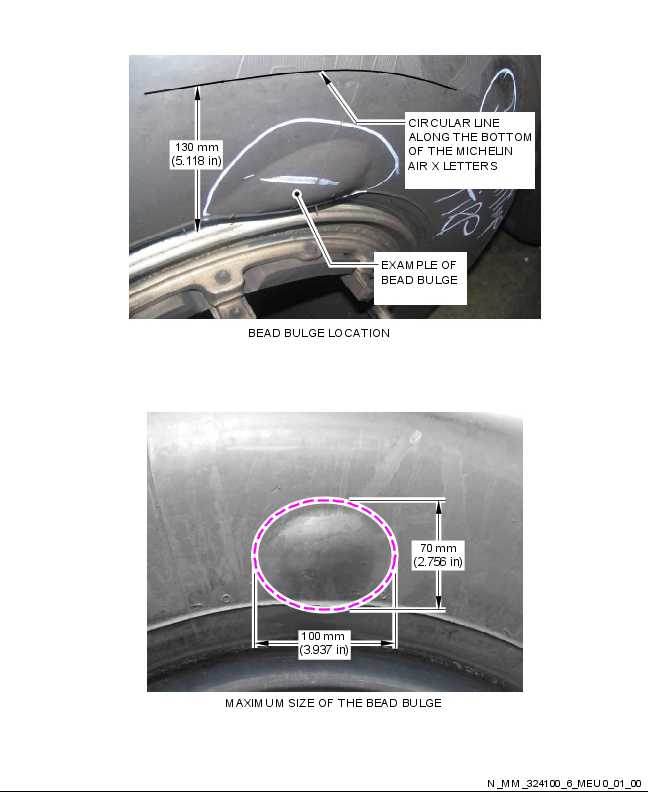 CIRCULAR LINE
ALONG THE BOTTOM
OF THE MICHELIN
AIR X LETTERS
130 mm
(5.118 in)
EXAMPLE OF
BEAD BULGE
BEAD BULGE LOCATION
70 mm
(2.756 in)
100 mm
(3.937 in)
MAXIMUM SIZE OF THE BEAD BULGE
N_MM_324100_6_MEU0_01_00